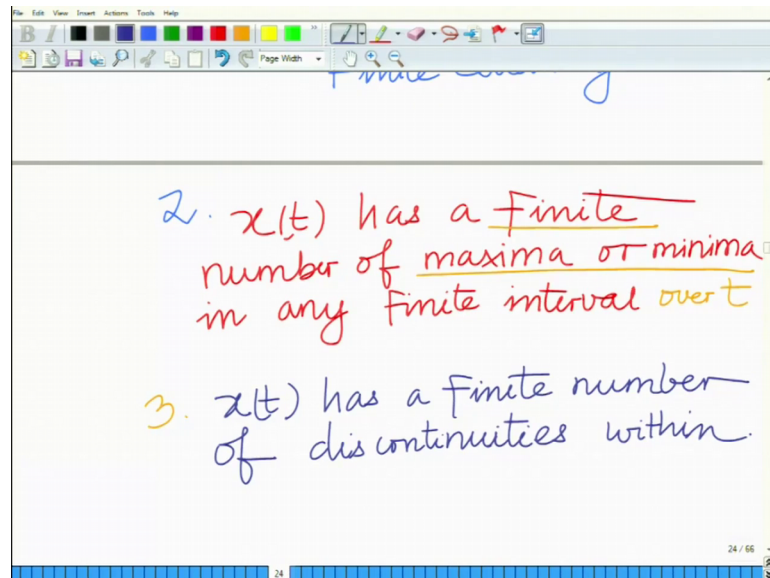 File Edit View Insert Actions Tools Help
B I
Page Width
Finite
2. x(t) has a Finite
number of maxima or minima
in any Finite interval over t
3. x(t) has a Finite number
of discontinuities within
24 / 66
24